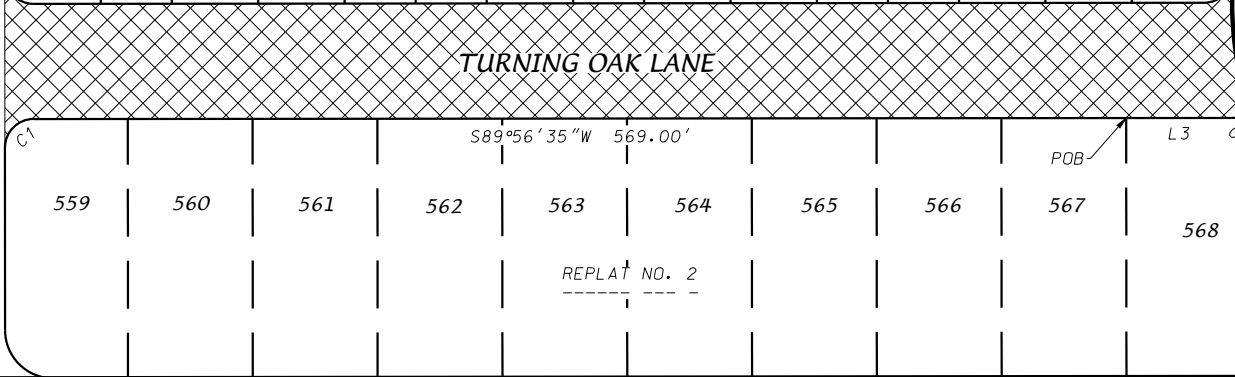 TURNING OAK LANE
C1
S89°56'35"W 569.00'
L3
POB
559 560 561 562 563 564 565 566 567
568
REPLAT NO. 2